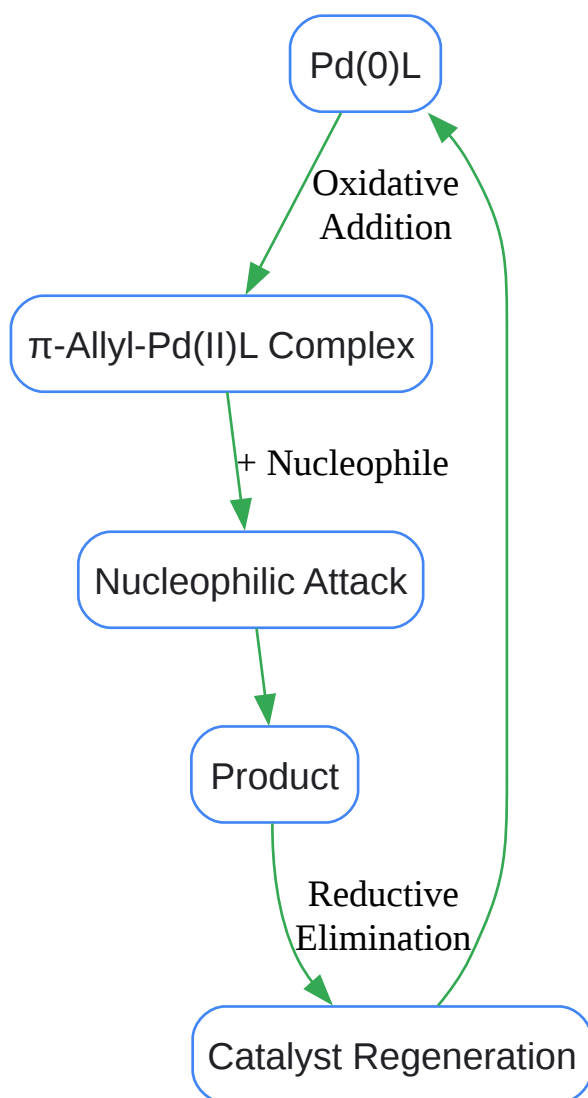 Pd(0)L
Oxidative
Addition
π-Allyl-Pd(II)L Complex
+ Nucleophile
Nucleophilic Attack
Product
Reductive
Elimination
Catalyst Regeneration